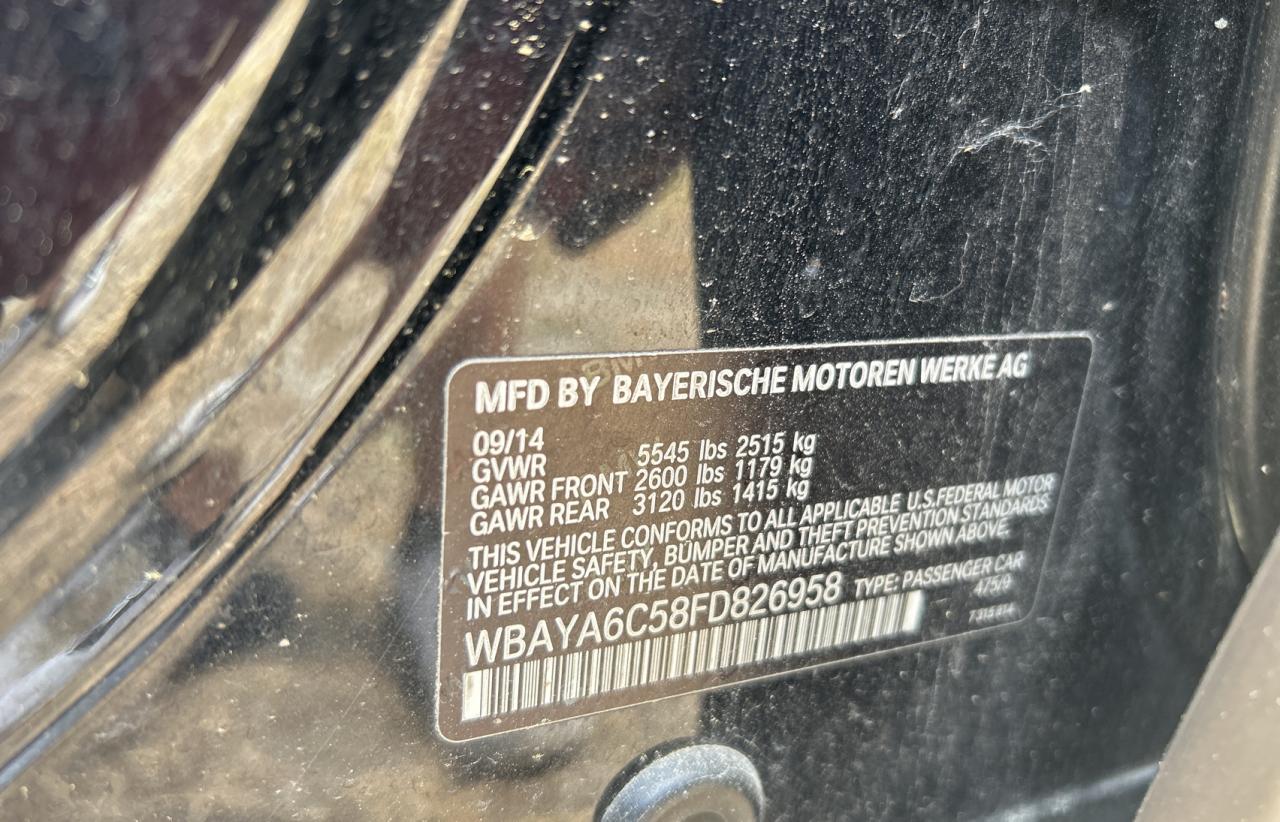 MFD BY BAYERISCHE MOTOREN WERKE AG
09/14
GVWR 5545 lbs 2515 kg
GAWR FRONT 2600 lbs 1179 kg
GAWR REAR 3120 lbs 1415 kg
THIS VEHICLE CONFORMS TO ALL APPLICABLE U.S.FEDERAL MOTOR
VEHICLE SAFETY, BUMPER AND THEFT PREVENTION STANDARDS
IN EFFECT ON THE DATE OF MANUFACTURE SHOWN ABOVE.
WBAYA6C58FD826958 TYPE: PASSENGER CAR
475/9
7315 814